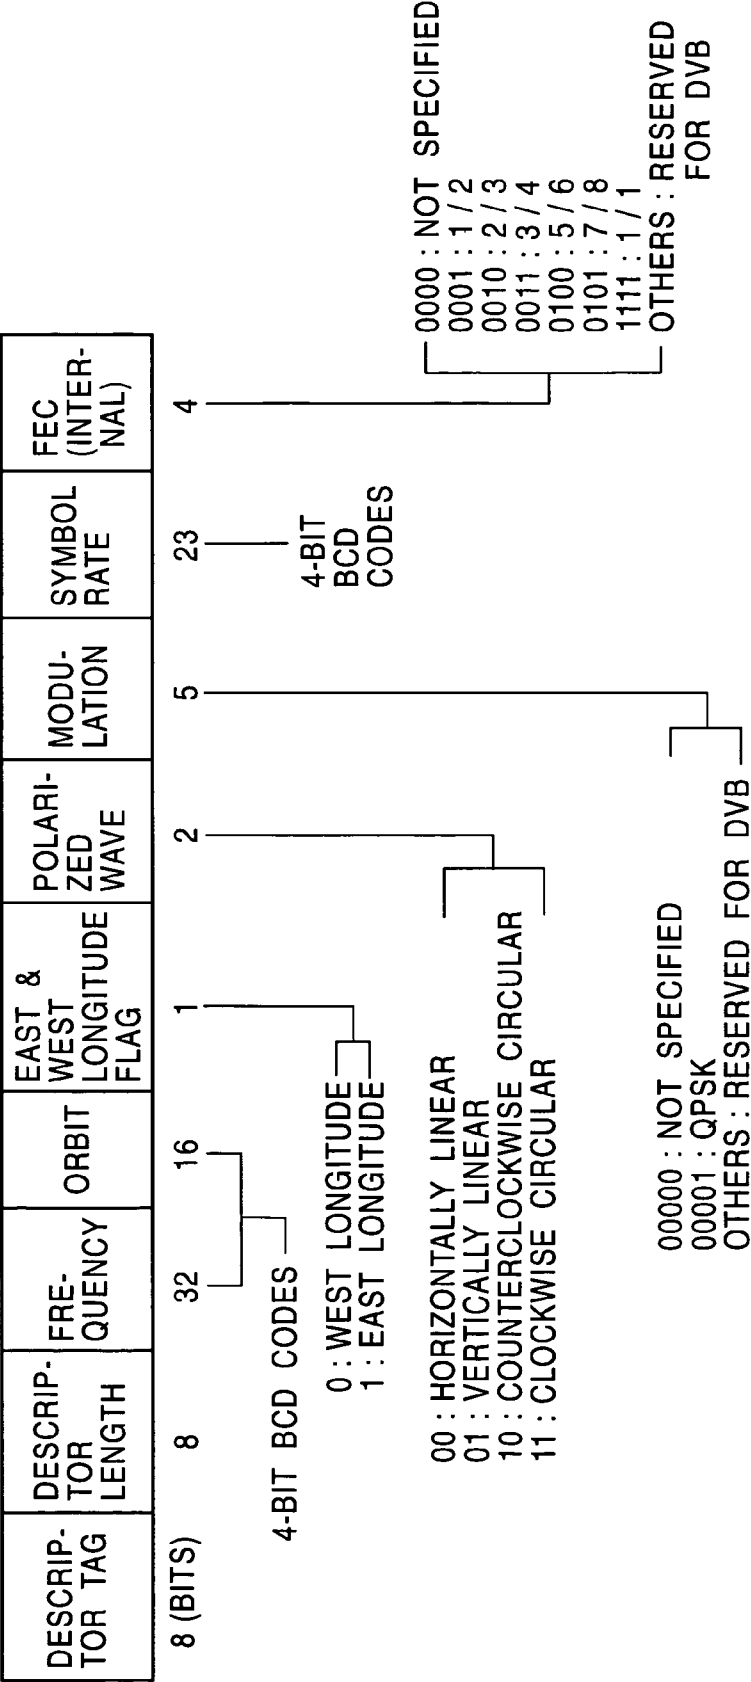 DESCRIP-
TOR TAG
DESCRIP-
TOR
LENGTH
FRE-
QUENCY
ORBIT
EAST &
WEST
LONGITUDE
FLAG
POLARI-
ZED
WAVE
MODU-
LATION
SYMBOL
RATE
FEC
(INTER-
NAL)
8 (BITS)
8
32
16
1
2
5
23
4
4-BIT BCD CODES
0 : WEST LONGITUDE
1 : EAST LONGITUDE
00 : HORIZONTALLY LINEAR
01 : VERTICALLY LINEAR
10 : COUNTERCLOCKWISE CIRCULAR
11 : CLOCKWISE CIRCULAR
00000 : NOT SPECIFIED
00001 : QPSK
OTHERS : RESERVED FOR DVB
4-BIT
BCD
CODES
0000 : NOT SPECIFIED
0001 : 1 / 2
0010 : 2 / 3
0011 : 3 / 4
0100 : 5 / 6
0101 : 7 / 8
1111 : 1 / 1
OTHERS : RESERVED
FOR DVB